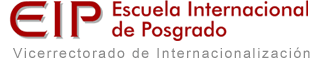 EIP Escuela Internacional
de Posgrado
Vicerrectorado de Internacionalización